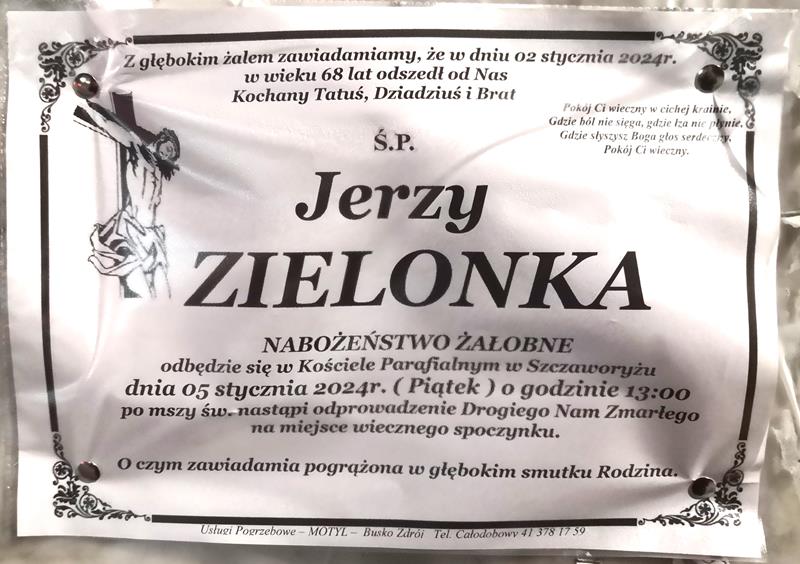 Z głębokim żalem zawiadamiamy, że w dniu 02 stycznia 2024r.
w wieku 68 lat odszedł od Nas
Kochany Tatuś, Dziadziuś i Brat
Pokój Ci wieczny w cichej krainie,
Gdzie ból nie sięga, gdzie łza nie płynie,
Gdzie słyszysz Boga głos serdeczny,
Pokój Ci wieczny.
Ś.P.
Jerzy
ZIELONKA
NABOŻEŃSTWO ŻAŁOBNE
odbędzie się w Kościele Parafialnym w Szczaworyżu
dnia 05 stycznia 2024r. ( Piątek ) o godzinie 13:00
po mszy św. nastąpi odprowadzenie Drogiego Nam Zmarłego
na miejsce wiecznego spoczynku.
O czym zawiadamia pogrążona w głębokim smutku Rodzina.
Usługi Pogrzebowe – MOTYL – Busko Zdrój Tel. Całodobowy 41 378 17 59